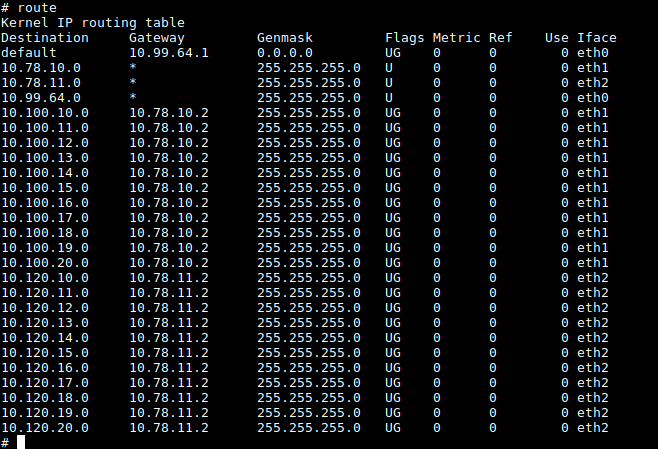 # route
Kernel IP routing table
Destination     Gateway         Genmask         Flags Metric Ref    Use Iface
default         10.99.64.1      0.0.0.0         UG    0      0        0 eth0
10.78.10.0      *               255.255.255.0   U     0      0        0 eth1
10.78.11.0      *               255.255.255.0   U     0      0        0 eth2
10.99.64.0      *               255.255.255.0   U     0      0        0 eth0
10.100.10.0     10.78.10.2      255.255.255.0   UG    0      0        0 eth1
10.100.11.0     10.78.10.2      255.255.255.0   UG    0      0        0 eth1
10.100.12.0     10.78.10.2      255.255.255.0   UG    0      0        0 eth1
10.100.13.0     10.78.10.2      255.255.255.0   UG    0      0        0 eth1
10.100.14.0     10.78.10.2      255.255.255.0   UG    0      0        0 eth1
10.100.15.0     10.78.10.2      255.255.255.0   UG    0      0        0 eth1
10.100.16.0     10.78.10.2      255.255.255.0   UG    0      0        0 eth1
10.100.17.0     10.78.10.2      255.255.255.0   UG    0      0        0 eth1
10.100.18.0     10.78.10.2      255.255.255.0   UG    0      0        0 eth1
10.100.19.0     10.78.10.2      255.255.255.0   UG    0      0        0 eth1
10.100.20.0     10.78.10.2      255.255.255.0   UG    0      0        0 eth1
10.120.10.0     10.78.11.2      255.255.255.0   UG    0      0        0 eth2
10.120.11.0     10.78.11.2      255.255.255.0   UG    0      0        0 eth2
10.120.12.0     10.78.11.2      255.255.255.0   UG    0      0        0 eth2
10.120.13.0     10.78.11.2      255.255.255.0   UG    0      0        0 eth2
10.120.14.0     10.78.11.2      255.255.255.0   UG    0      0        0 eth2
10.120.15.0     10.78.11.2      255.255.255.0   UG    0      0        0 eth2
10.120.16.0     10.78.11.2      255.255.255.0   UG    0      0        0 eth2
10.120.17.0     10.78.11.2      255.255.255.0   UG    0      0        0 eth2
10.120.18.0     10.78.11.2      255.255.255.0   UG    0      0        0 eth2
10.120.19.0     10.78.11.2      255.255.255.0   UG    0      0        0 eth2
10.120.20.0     10.78.11.2      255.255.255.0   UG    0      0        0 eth2
#